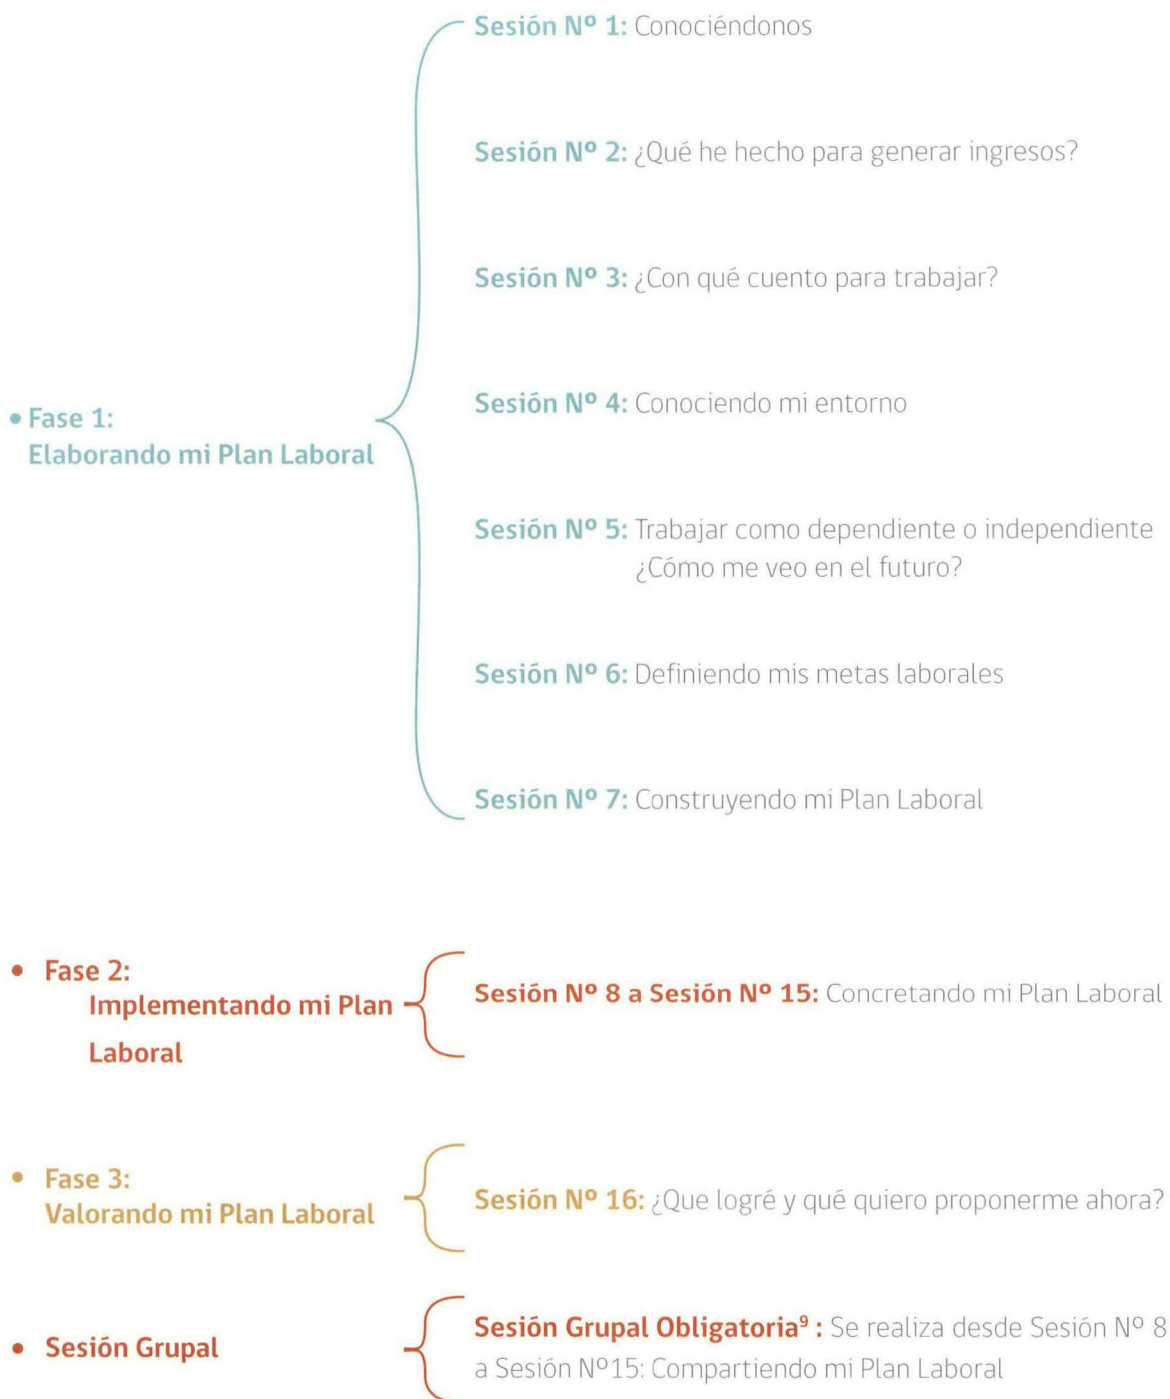 Sesión Nº 1: Conociéndonos
Sesión Nº 2: ¿Qué he hecho para generar ingresos?
Sesión Nº 3: ¿Con qué cuento para trabajar?
• Fase 1:
Elaborando mi Plan Laboral
Sesión Nº 4: Conociendo mi entorno
Sesión Nº 5: Trabajar como dependiente o independiente
¿Cómo me veo en el futuro?
Sesión Nº 6: Definiendo mis metas laborales
Sesión Nº 7: Construyendo mi Plan Laboral
• Fase 2:
Implementando mi Plan
Laboral
Sesión Nº 8 a Sesión Nº 15: Concretando mi Plan Laboral
• Fase 3:
Valorando mi Plan Laboral
Sesión Nº 16: ¿Que logré y qué quiero proponerme ahora?
• Sesión Grupal
Sesión Grupal Obligatoria⁹ : Se realiza desde Sesión Nº 8
a Sesión Nº15: Compartiendo mi Plan Laboral